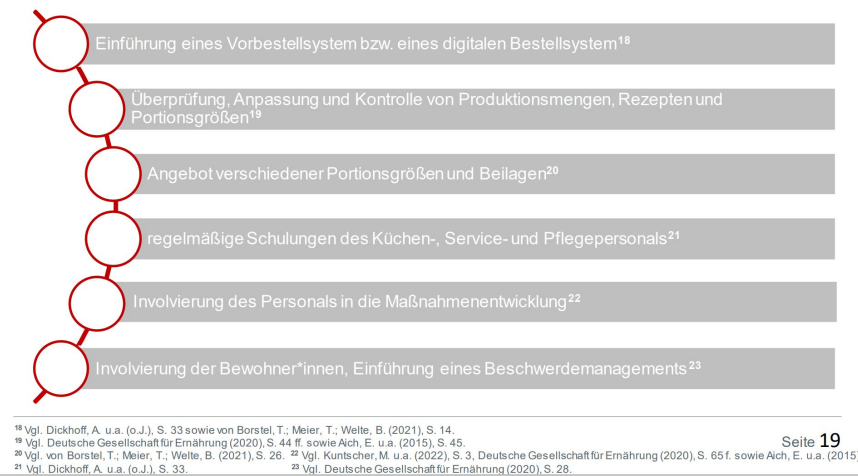 Einführung eines Vorbestellsystem bzw. eines digitalen Bestellsystem¹⁸
Überprüfung, Anpassung und Kontrolle von Produktionsmengen, Rezepten und
Portionsgrößen¹⁹
Angebot verschiedener Portionsgrößen und Beilagen²⁰
regelmäßige Schulungen des Küchen-, Service- und Pflegepersonals²¹
Involvierung des Personals in die Maßnahmenentwicklung²²
Involvierung der Bewohner*innen, Einführung eines Beschwerdemanagements²³
¹⁸ Vgl. Dickhoff, A. u.a. (o.J.), S. 33 sowie von Borstel, T.; Meier, T.; Welte, B. (2021), S. 14.
¹⁹ Vgl. Deutsche Gesellschaft für Ernährung (2020), S. 44 ff. sowie Aich, E. u.a. (2015), S. 45.
²⁰ Vgl. von Borstel, T.; Meier, T.; Welte, B. (2021), S. 26. ²² Vgl. Kuntscher, M. u.a. (2022), S. 3, Deutsche Gesellschaft für Ernährung (2020), S. 65 f. sowie Aich, E. u.a. (2015)
²¹ Vgl. Dickhoff, A. u.a. (o.J.), S. 33. ²³ Vgl. Deutsche Gesellschaft für Ernährung (2020), S. 28.
Seite 19